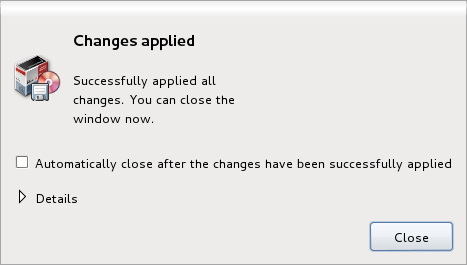 Changes applied
Successfully applied all
changes. You can close the
window now.
Automatically close after the changes have been successfully applied
Details
Close